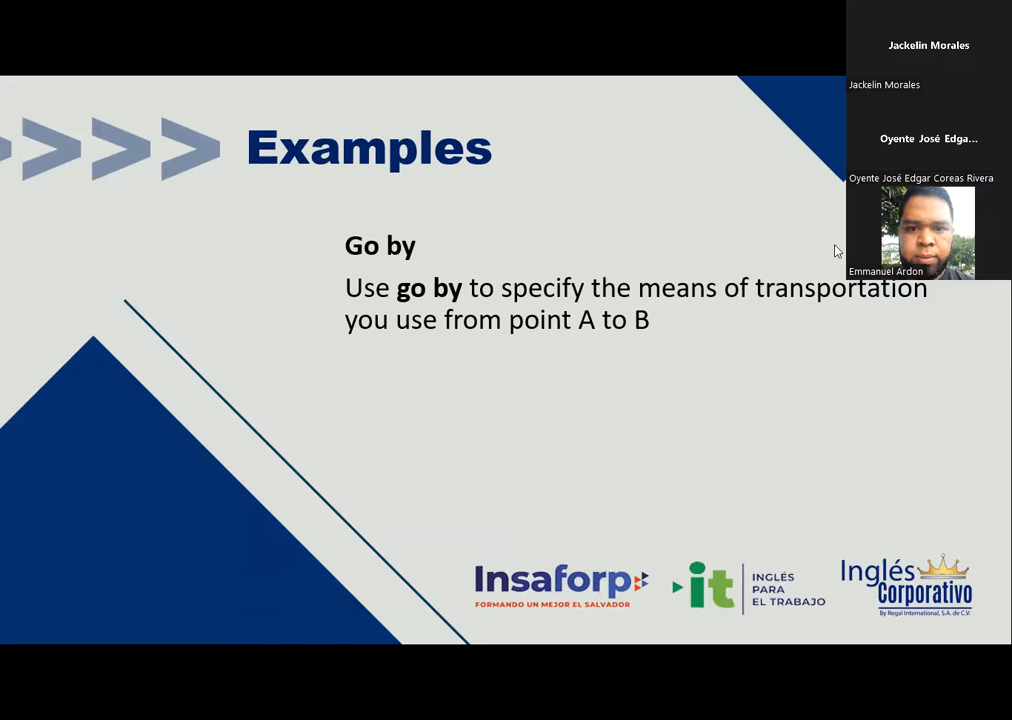 Jackelin Morales
Jackelin Morales
Oyente José Edga...
Oyente José Edgar Coreas Rivera
Emmanuel Ardon
>>>> Examples
Go by
Use go by to specify the means of transportation
you use from point A to B
Insaforp
FORMANDO UN MEJOR EL SALVADOR
it
INGLÉS
PARA
EL TRABAJO
Inglés
Corporativo
By Regal International, S.A. de C.V.